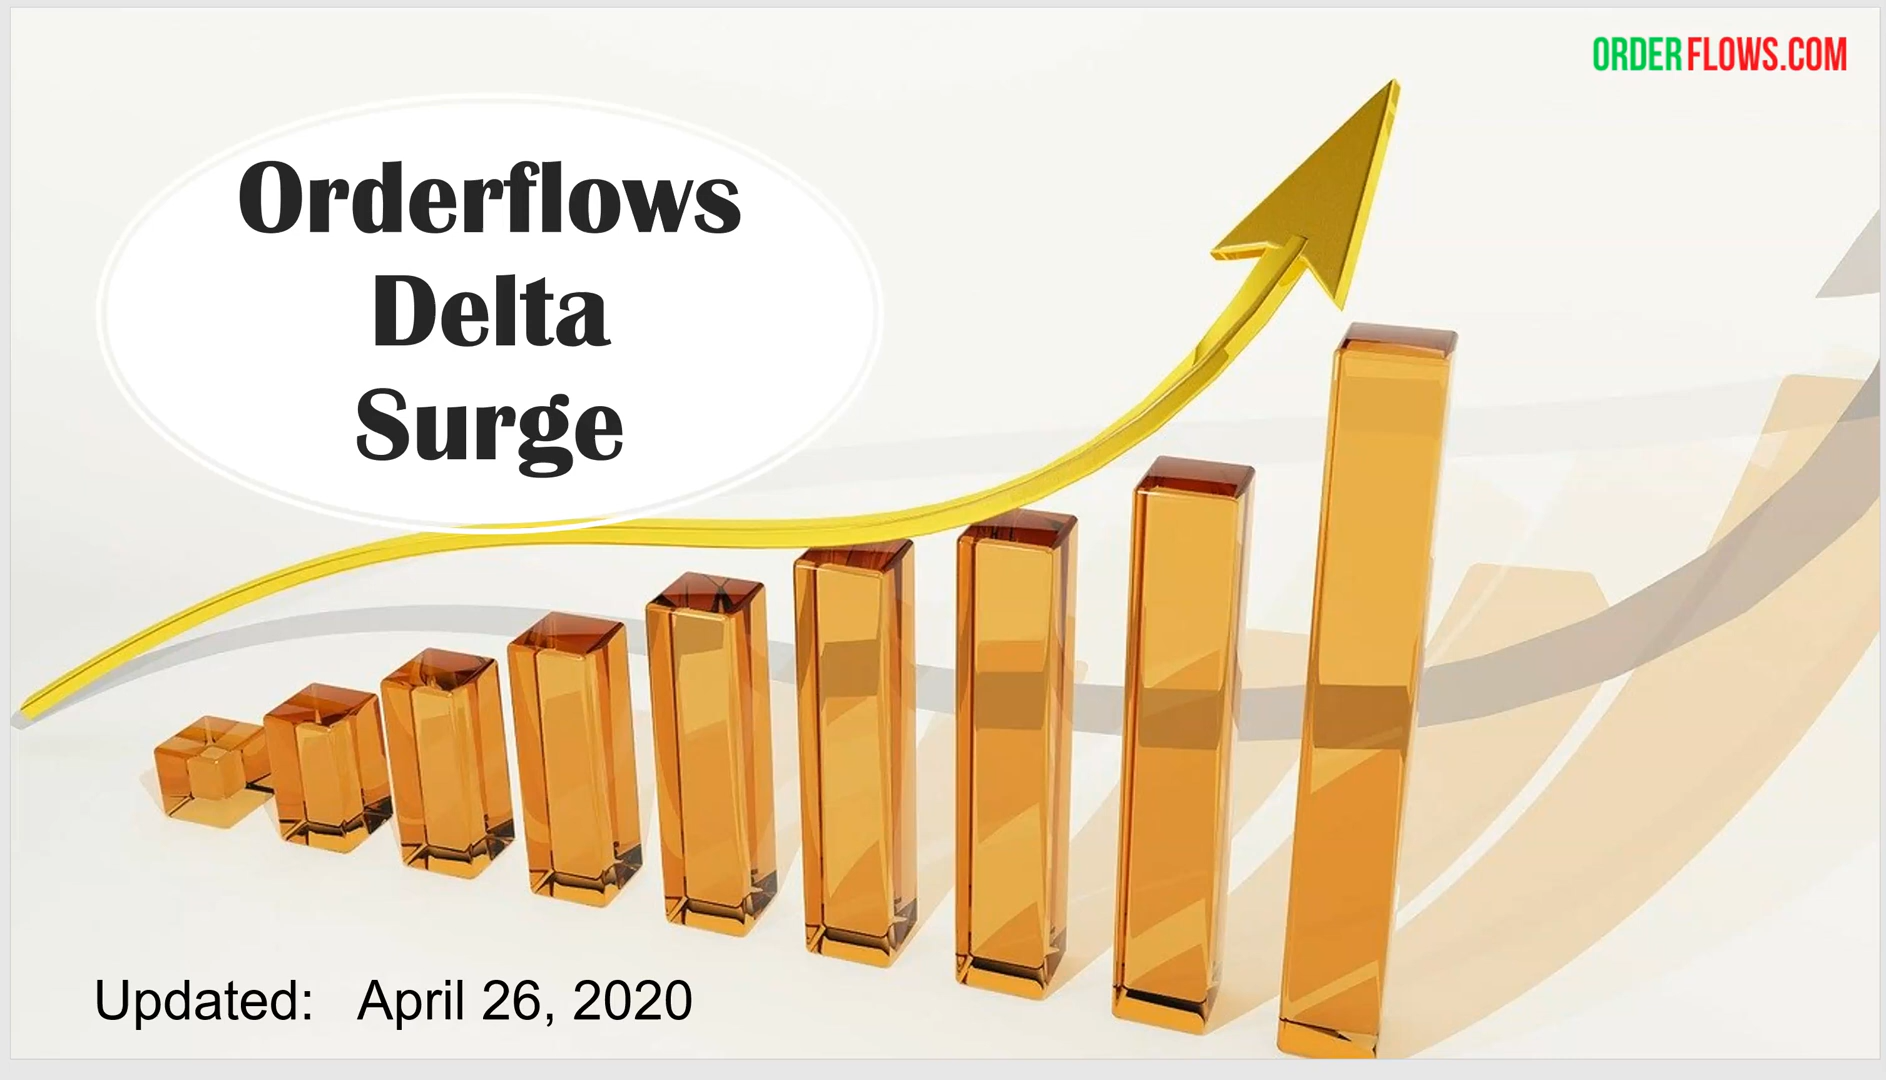 ORDERFLOWS.COM
Orderflows
Delta
Surge
Updated: April 26, 2020